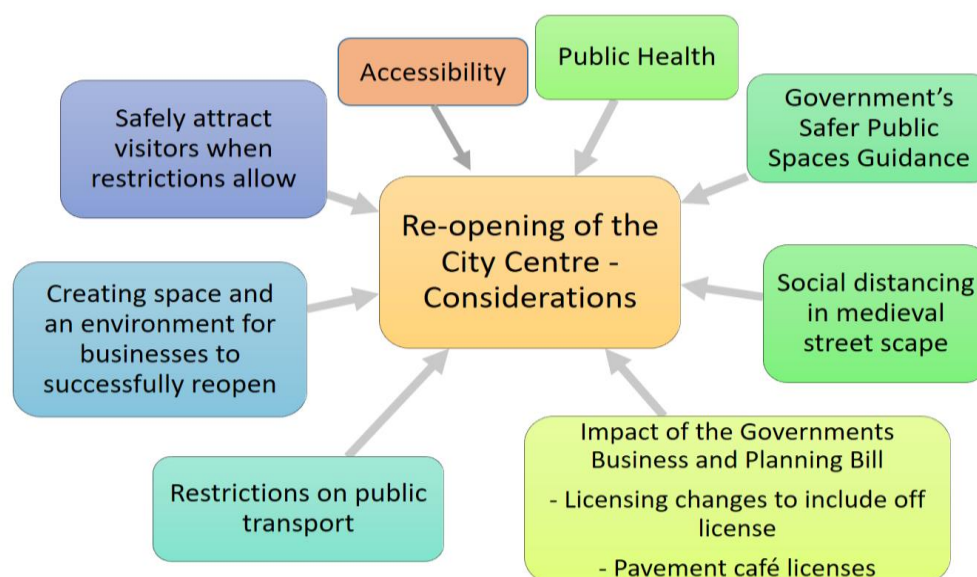 Accessibility
Public Health
Safely attract
visitors when
restrictions allow
Government’s
Safer Public
Spaces Guidance
Re-opening of the
City Centre -
Considerations
Creating space and
an environment for
businesses to
successfully reopen
Social distancing
in medieval
street scape
Restrictions on public
transport
Impact of the Governments
Business and Planning Bill
- Licensing changes to include off
license
- Pavement café licenses